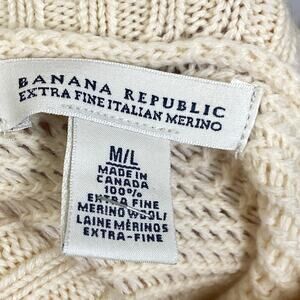 BANANA REPUBLIC
EXTRA FINE ITALIAN MERINO
M/L
MADE IN
CANADA
100%
EXTRA FINE
MERINO WOOL/
LAINE MÉRINOS
EXTRA-FINE